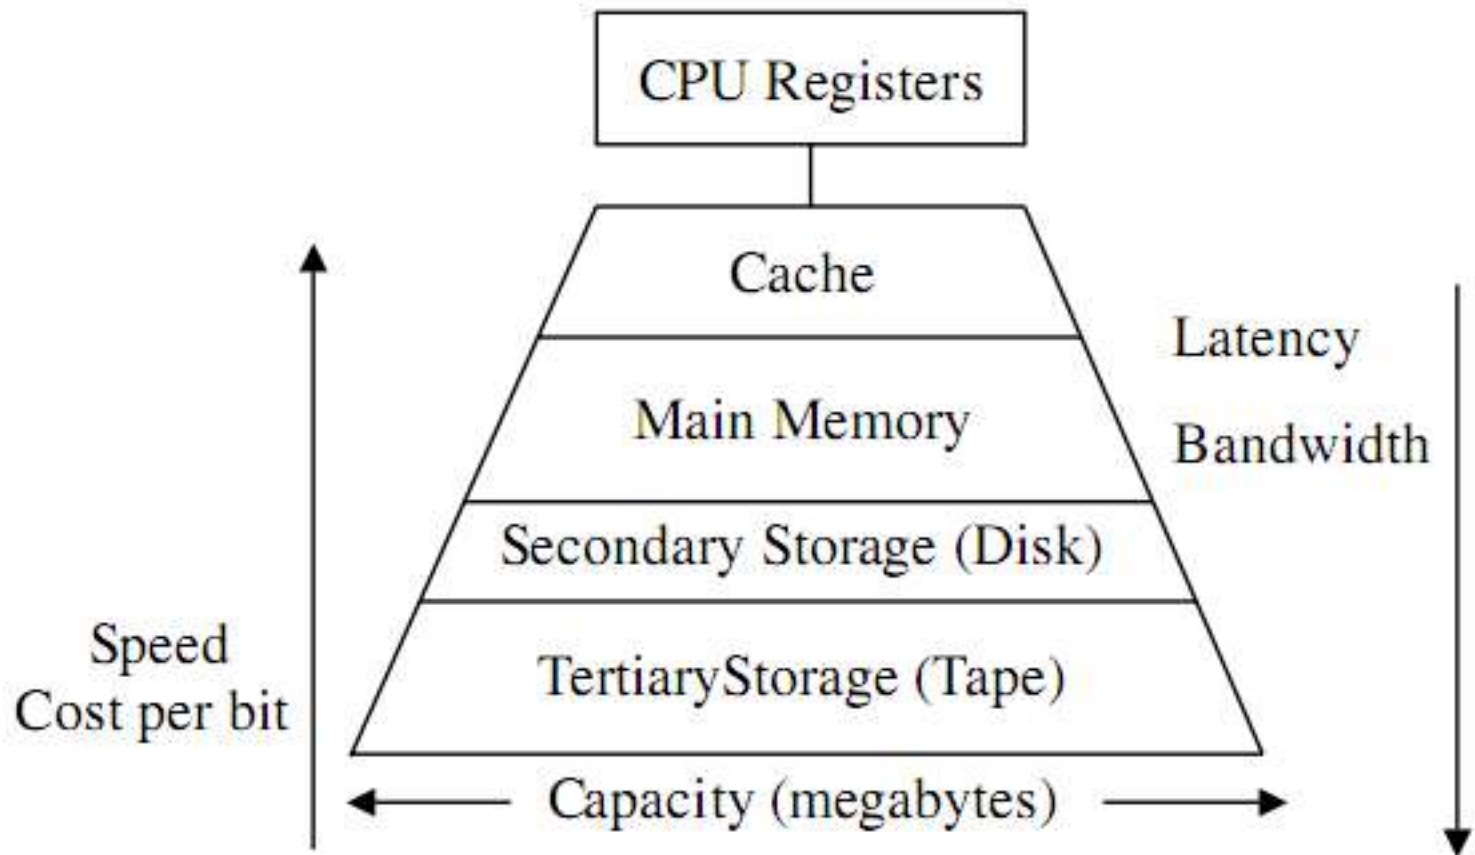 CPU Registers
Cache
Latency
Main Memory
Bandwidth
Secondary Storage (Disk)
Speed
TertiaryStorage (Tape)
Cost per bit
Capacity (megabytes)